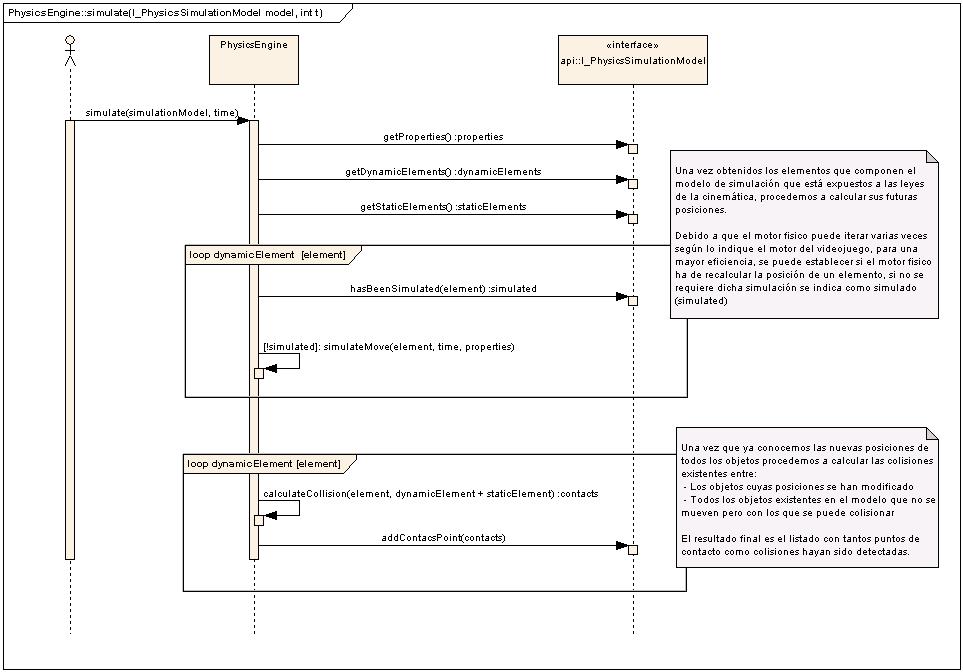 PhysicsEngine::simulate(I_PhysicsSimulationModel model, int t)
PhysicsEngine
«interface»
api::I_PhysicsSimulationModel
simulate(simulationModel, time)
getProperties() :properties
getDynamicElements() :dynamicElements
getStaticElements() :staticElements
Una vez obtenidos los elementos que componen el
modelo de simulación que está expuestos a las leyes
de la cinemática, procedemos a calcular sus futuras
posiciones.
Debido a que el motor fisico puede iterar varias veces
según lo indique el motor del videojuego, para una
mayor eficiencia, se puede establecer si el motor fisico
ha de recalcular la posición de un elemento, si no se
requiere dicha simulación se indica como simulado
(simulated)
loop dynamicElement [element]
hasBeenSimulated(element) :simulated
[!simulated]: simulateMove(element, time, properties)
loop dynamicElement [element]
calculateCollision(element, dynamicElement + staticElement) :contacts
addContacsPoint(contacts)
Una vez que ya conocemos las nuevas posiciones de
todos los objetos procedemos a calcular las colisiones
existentes entre:
- Los objetos cuyas posiciones se han modificado
- Todos los objetos existentes en el modelo que no se
mueven pero con los que se puede colisionar
El resultado final es el listado con tantos puntos de
contacto como colisiones hayan sido detectadas.